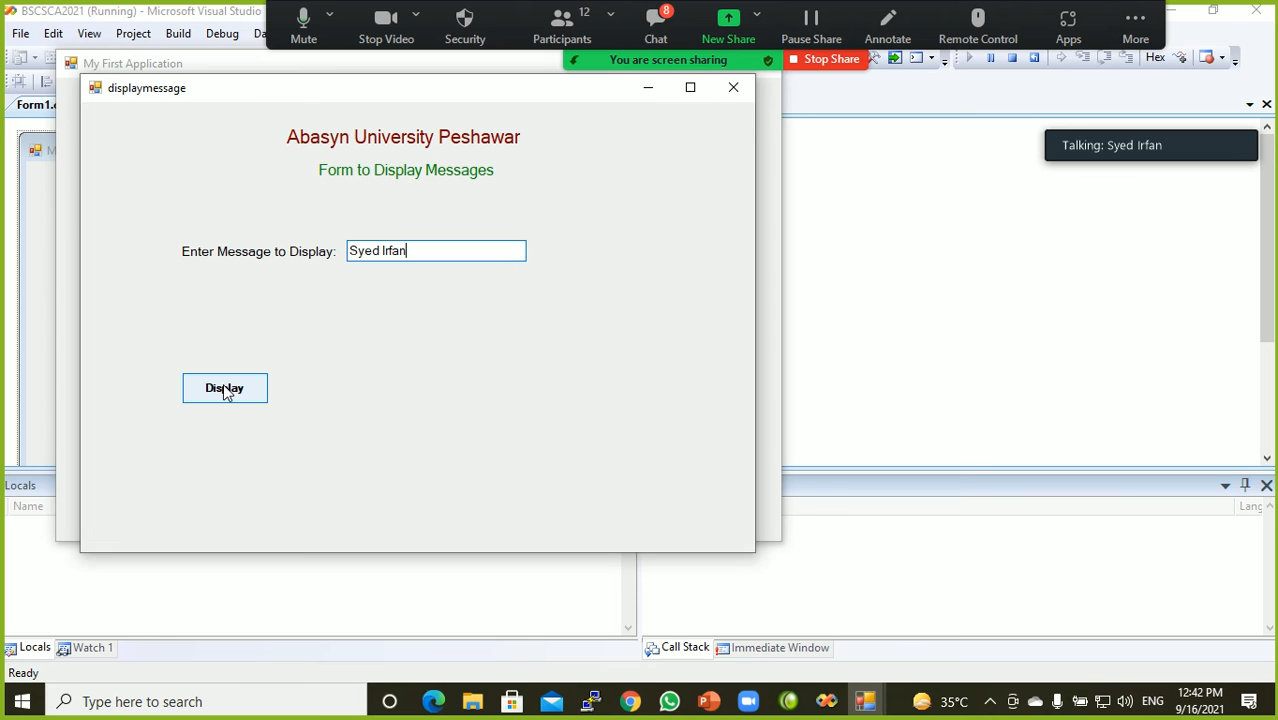 BSCSCA2021 (Running) - Microsoft Visual Studio
File Edit View Project Build Debug Da
Mute Stop Video Security Participants 12 Chat 8 New Share Pause Share Annotate Remote Control Apps More
You are screen sharing Stop Share
Hex
My First Application
displaymessage
Form1.c
M
Abasyn University Peshawar
Form to Display Messages
Talking: Syed Irfan
Enter Message to Display: Syed Irfan
Display
Locals
Name Lang
Locals Watch 1 Call Stack Immediate Window
Ready
Type here to search
35°C ENG 12:42 PM
9/16/2021